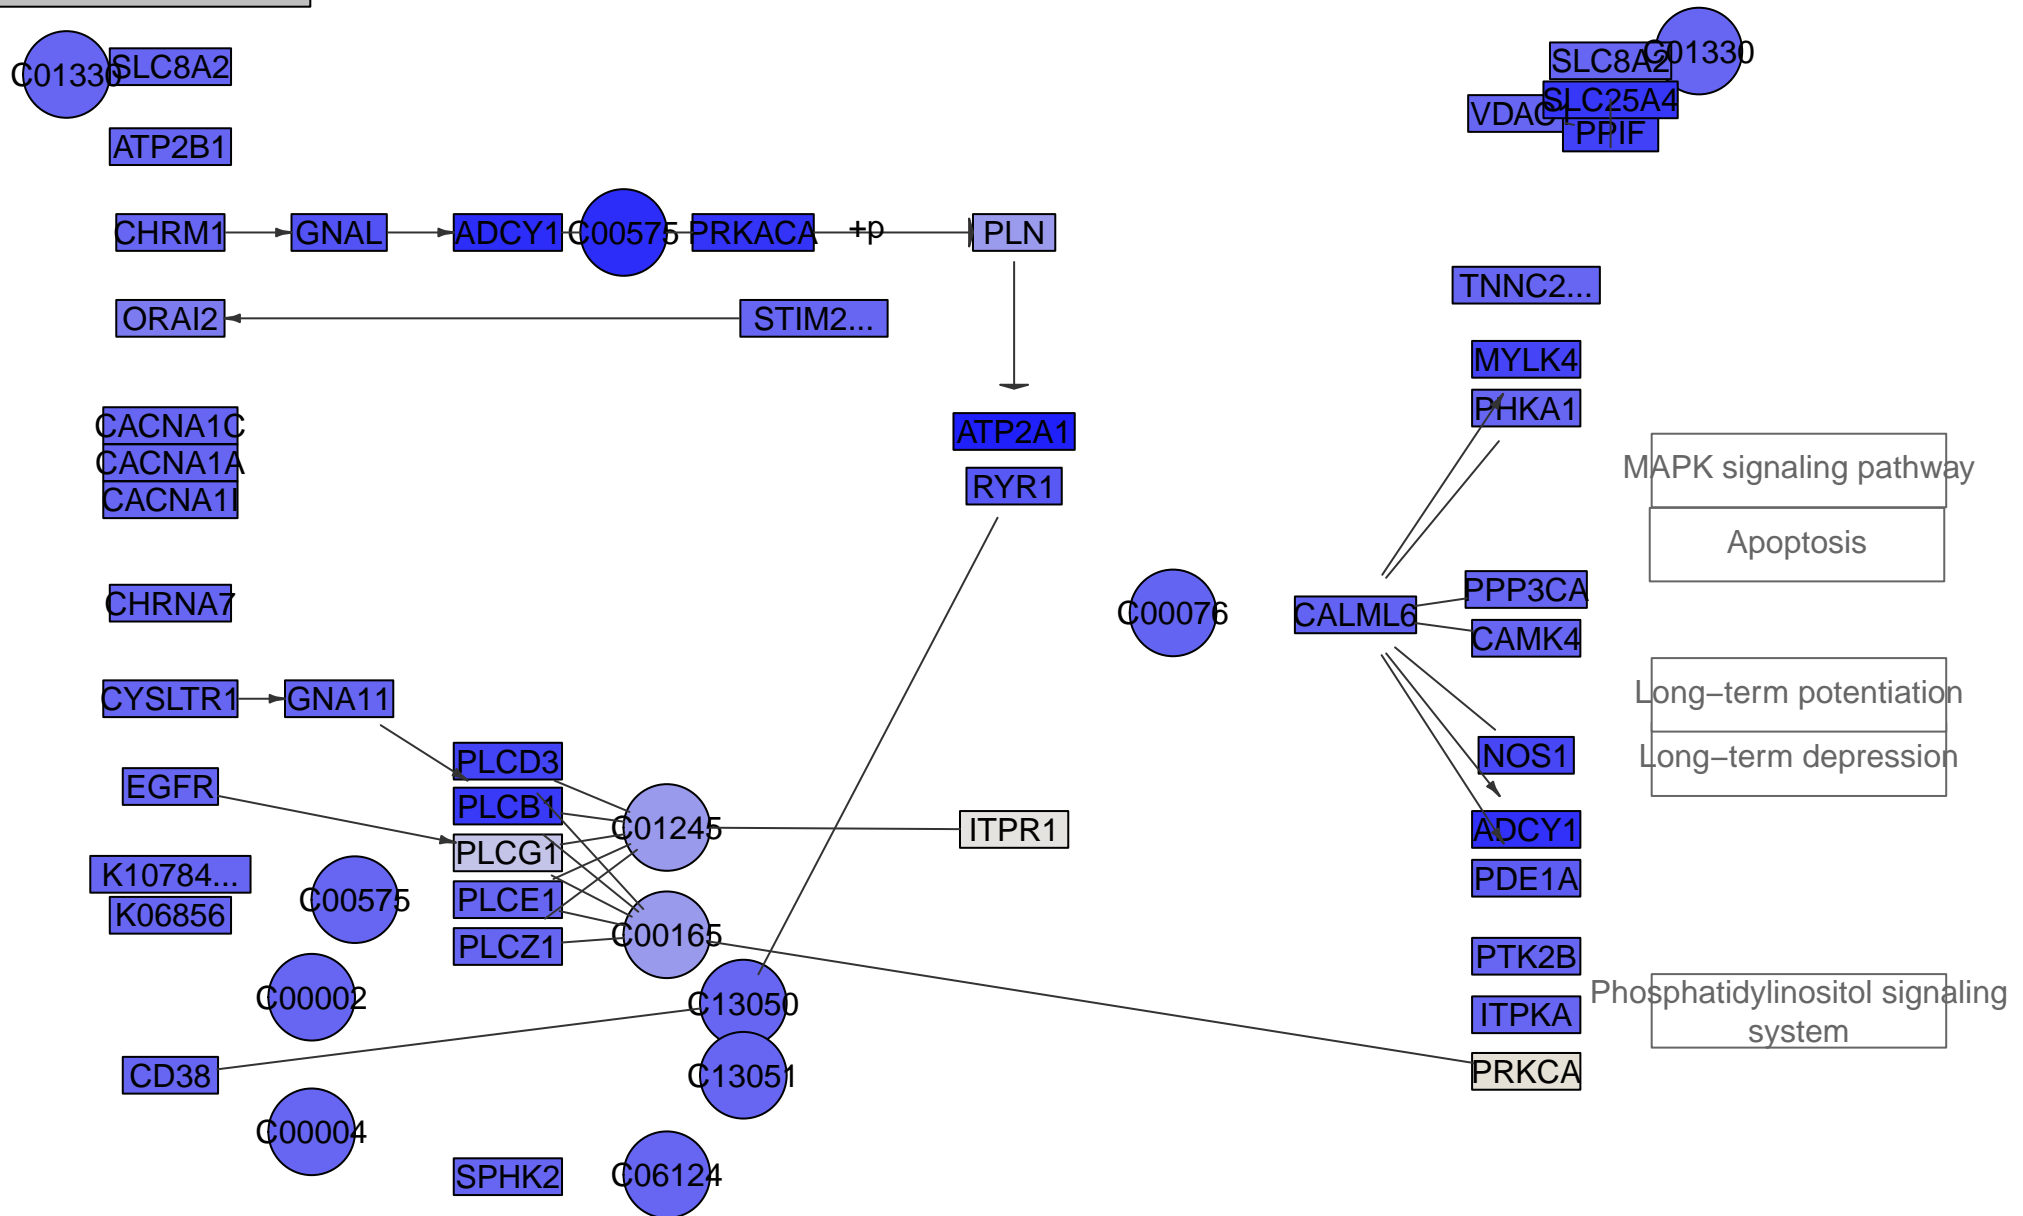 C01330
SLC8A2
ATP2B1
CHRM1
GNAL
ADCY1
C00575
PRKACA
+p
PLN
ORAI2
STIM2...
CACNA1C
CACNA1A
CACNA1I
CHRNA7
CYSLTR1
GNA11
EGFR
PLCD3
PLCB1
PLCG1
PLCE1
PLCZ1
K10784...
K06856
C00575
C00002
CD38
C00004
SPHK2
C06124
C01245
C00165
C13050
C13051
ATP2A1
RYR1
ITPR1
C00076
CALML6
SLC8A2
C01330
SLC25A4
VDAC1
PPIF
TNNC2...
MYLK4
PHKA1
PPP3CA
CAMK4
NOS1
ADCY1
PDE1A
PTK2B
ITPKA
PRKCA
MAPK signaling pathway
Apoptosis
Long−term potentiation
Long−term depression
Phosphatidylinositol signaling
system